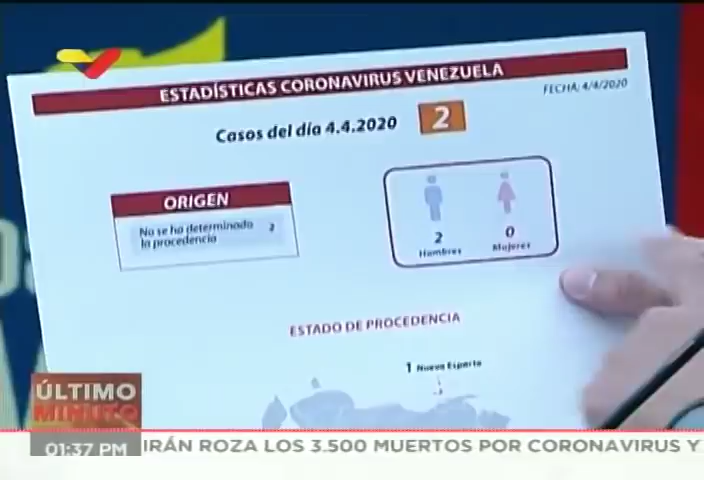 ESTADÍSTICAS CORONAVIRUS VENEZUELA
FECHA: 4/4/2020
Casos del día 4.4.2020 2
ORIGEN
No se ha determinado 2
la procedencia
2 0
Hombres Mujeres
ESTADO DE PROCEDENCIA
1 Nueva Esparta
ÚLTIMO
MINUTO
01:37 PM IRÁN ROZA LOS 3.500 MUERTOS POR CORONAVIRUS Y